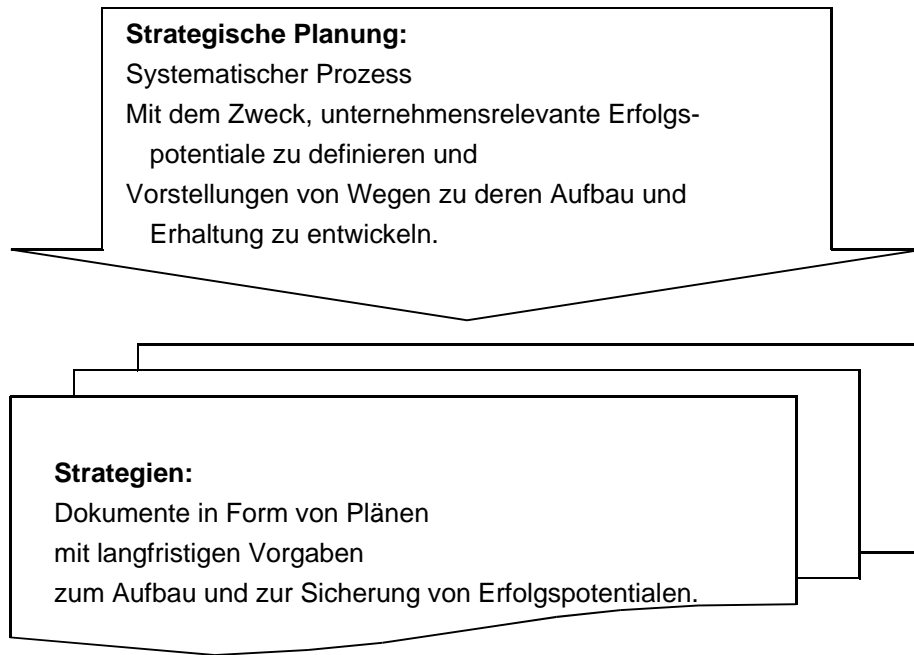 Strategische Planung:
Systematischer Prozess
Mit dem Zweck, unternehmensrelevante Erfolgs-
potentiale zu definieren und
Vorstellungen von Wegen zu deren Aufbau und
Erhaltung zu entwickeln.
Strategien:
Dokumente in Form von Plänen
mit langfristigen Vorgaben
zum Aufbau und zur Sicherung von Erfolgspotentialen.